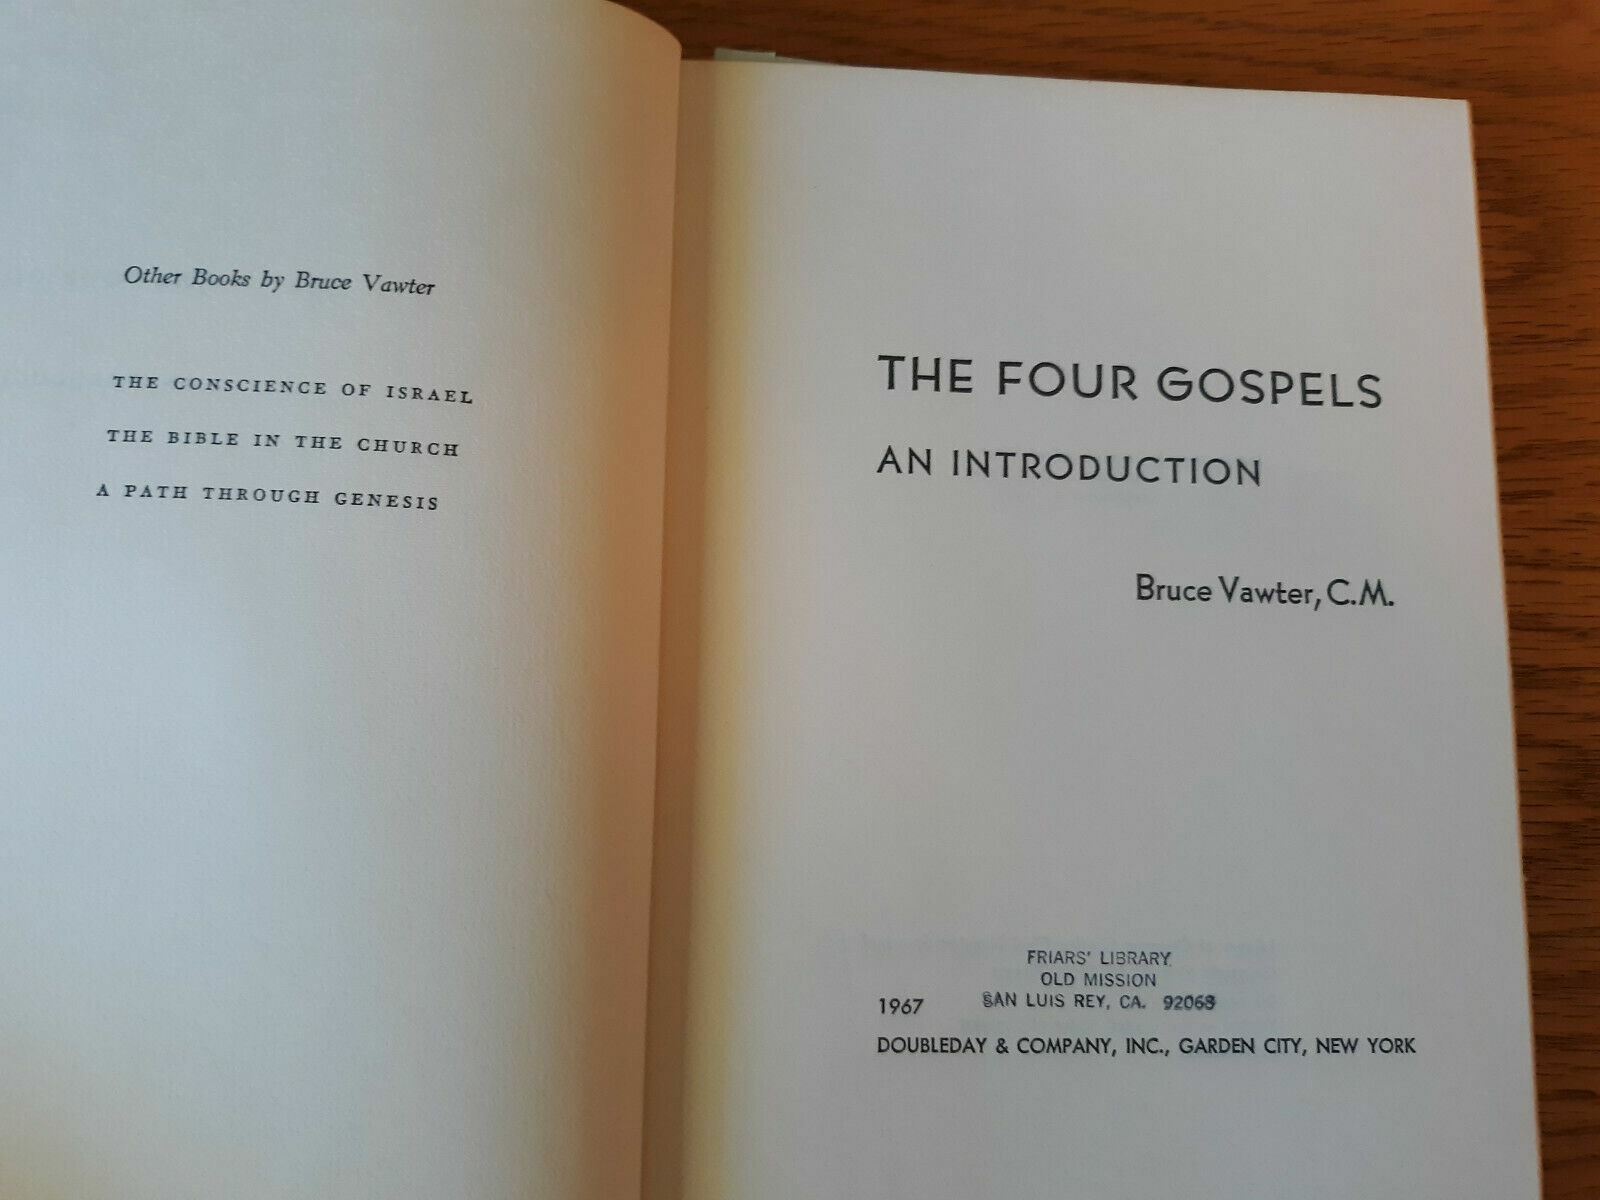 Other Books by Bruce Vawter
THE CONSCIENCE OF ISRAEL
THE BIBLE IN THE CHURCH
A PATH THROUGH GENESIS
THE FOUR GOSPELS
AN INTRODUCTION
Bruce Vawter, C.M.
FRIARS' LIBRARY
OLD MISSION
SAN LUIS REY, CA. 92068
1967
DOUBLEDAY & COMPANY, INC., GARDEN CITY, NEW YORK